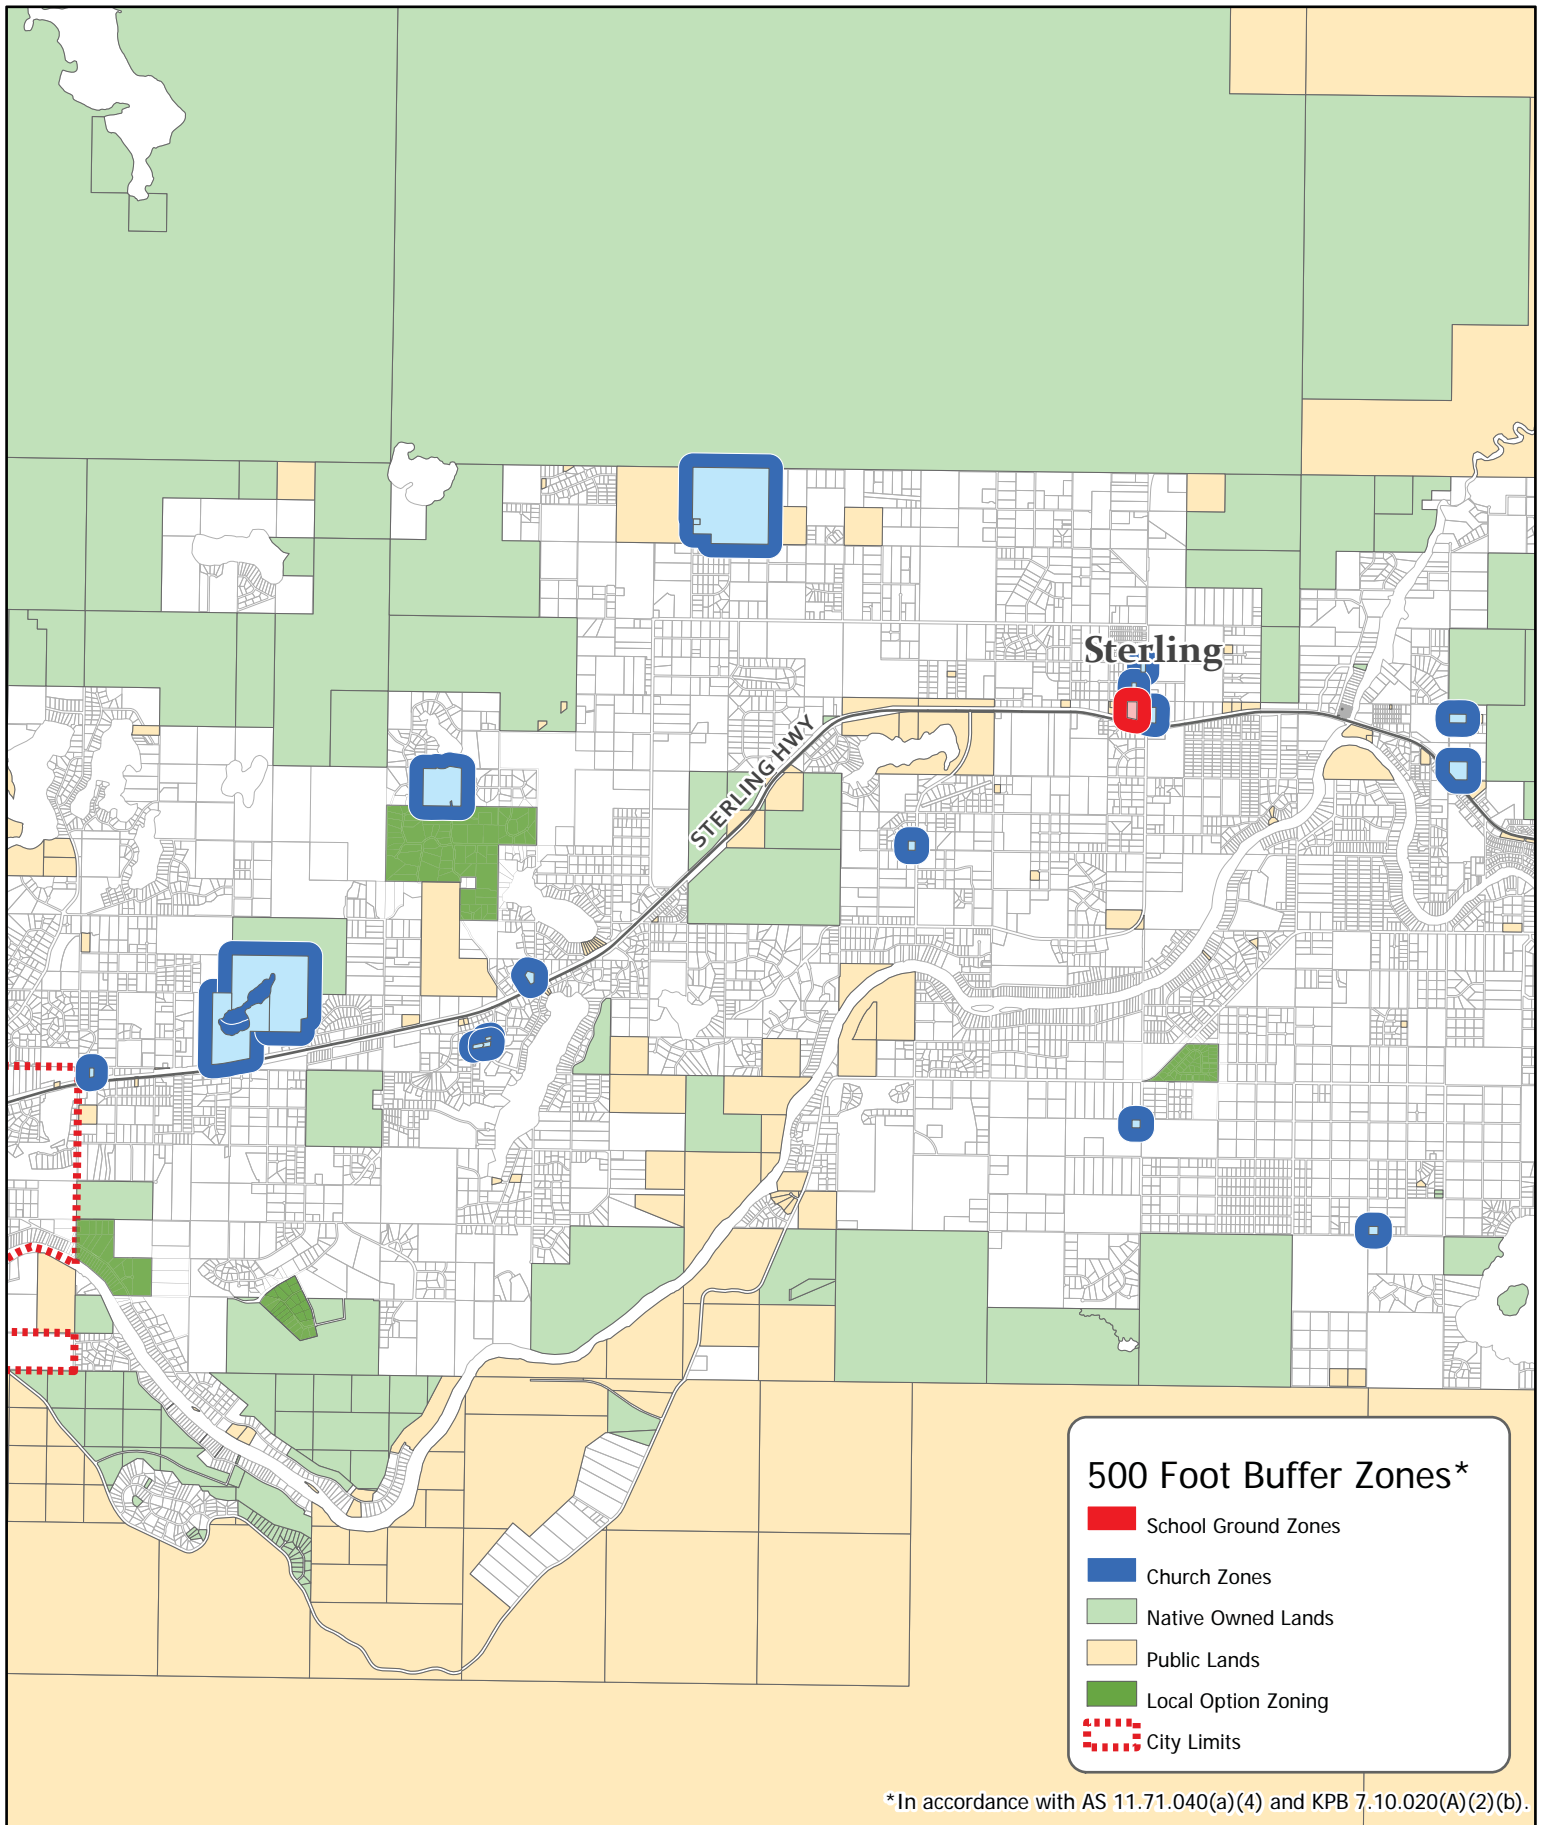 Sterling
STERLING HWY
500 Foot Buffer Zones*
School Ground Zones
Church Zones
Native Owned Lands
Public Lands
Local Option Zoning
City Limits
*In accordance with AS 11.71.040(a)(4) and KPB 7.10.020(A)(2)(b).